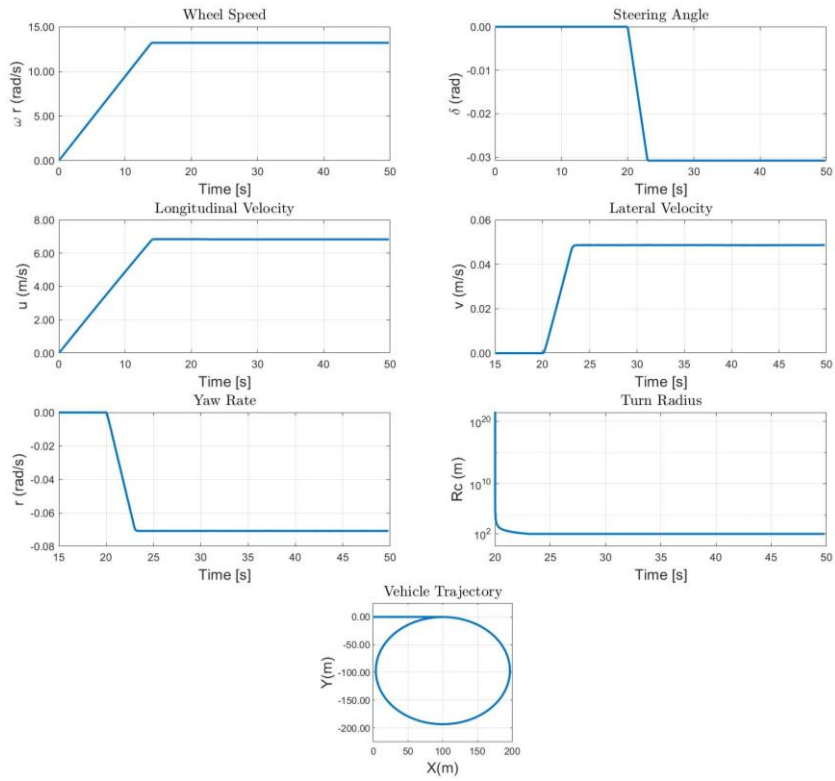 Wheel Speed
15.00
10.00
5.00
0.00
ω r (rad/s)
0 10 20 30 40 50
Time [s]
Steering Angle
0.00
-0.01
-0.02
-0.03
δ (rad)
0 10 20 30 40 50
Time [s]
Longitudinal Velocity
8.00
6.00
4.00
2.00
0.00
u (m/s)
0 10 20 30 40 50
Time [s]
Lateral Velocity
0.06
0.04
0.02
0.00
v (m/s)
15 20 25 30 35 40 45 50
Time [s]
Yaw Rate
0.00
-0.02
-0.04
-0.06
-0.08
r (rad/s)
15 20 25 30 35 40 45 50
Time [s]
Turn Radius
10^20
10^10
10^2
Rc (m)
20 25 30 35 40 45 50
Time [s]
Vehicle Trajectory
0.00
-50.00
-100.00
-150.00
-200.00
Y(m)
0 50 100 150 200
X(m)